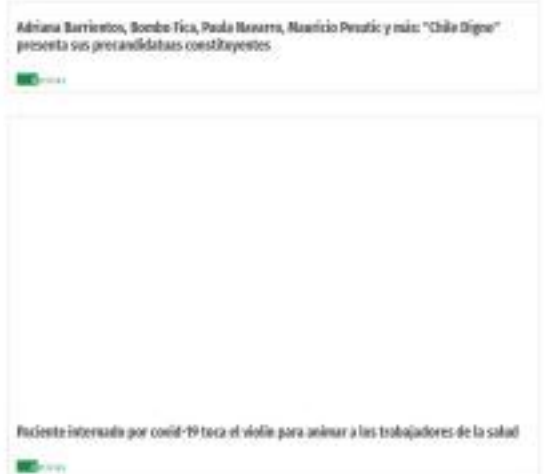 Adriana Barrientos, Bombo Fica, Paula Navarro, Mauricio Pesutic y más: "Chile Digno"
presenta sus precandidatuas constituyentes
Paciente internado por covid-19 toca el violín para animar a los trabajadores de la salud